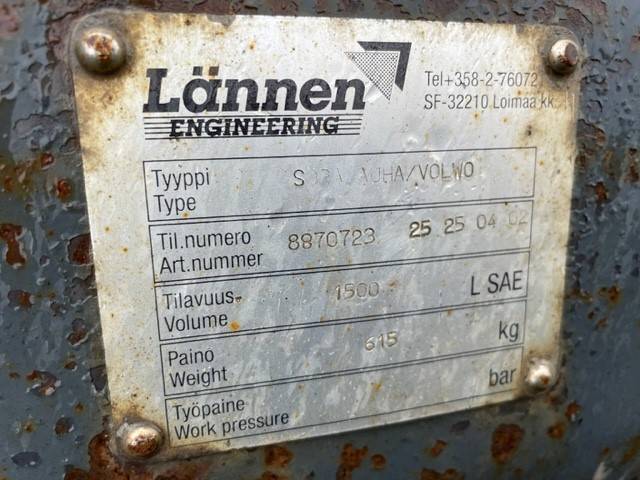 Lännen
ENGINEERING
Tel+358-2-76072
SF-32210 Loimaa kk.
Tyyppi
Type
Til.numero
Art.nummer
8870723 25 25 04 02
Tilavuus
Volume
1500 L SAE
Paino
Weight
615 kg
Työpaine
Work pressure
bar